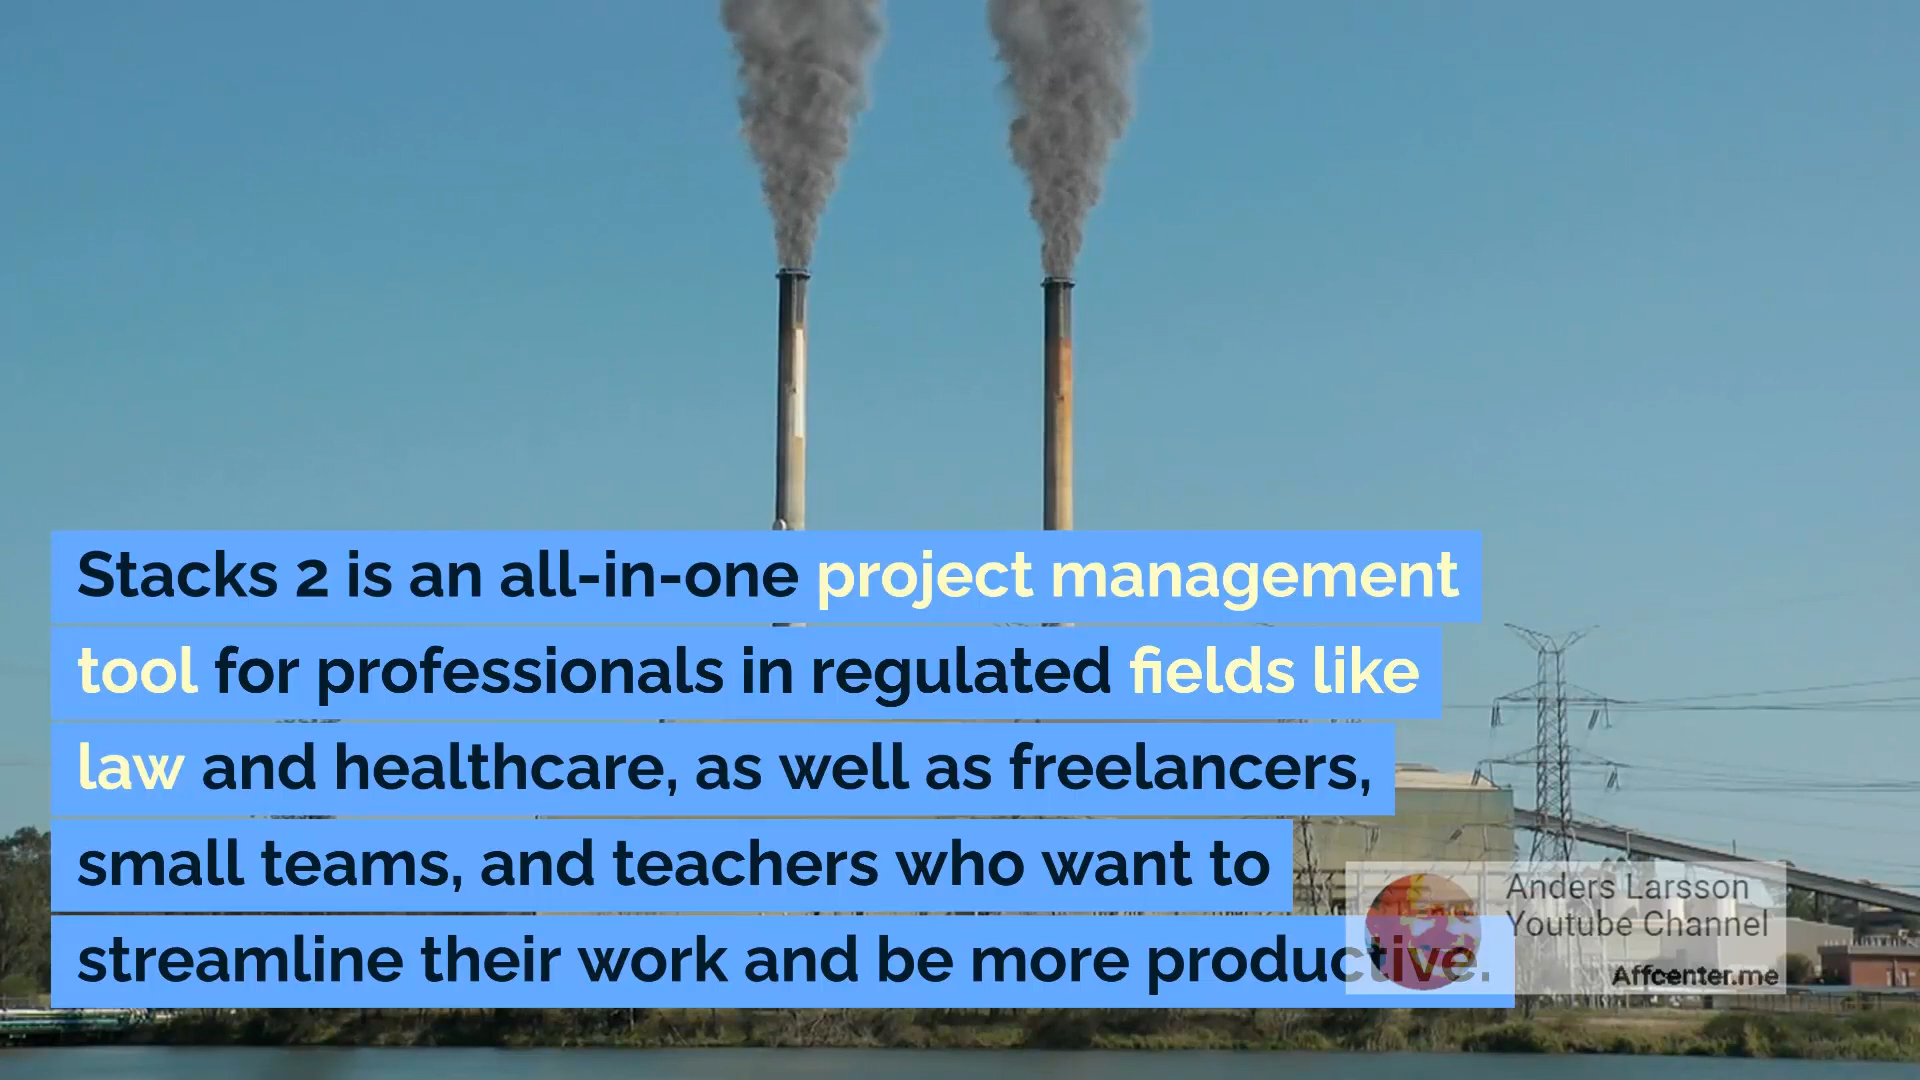 Stacks 2 is an all-in-one project management
tool for professionals in regulated fields like
law and healthcare, as well as freelancers,
small teams, and teachers who want to
streamline their work and be more productive.
Anders Larsson
Youtube Channel
Affcenter.me